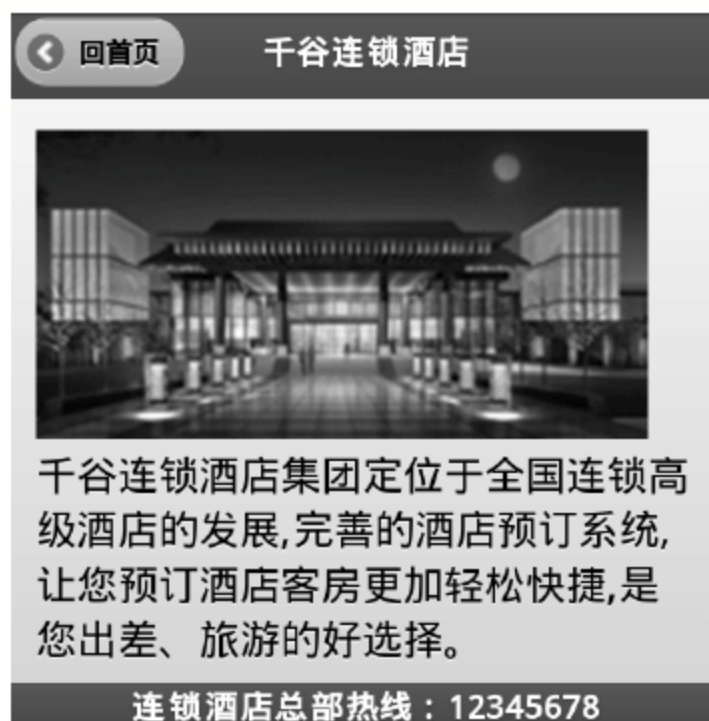 回首页
千谷连锁酒店
千谷连锁酒店集团定位于全国连锁高
级酒店的发展,完善的酒店预订系统,
让您预订酒店客房更加轻松快捷,是
您出差、旅游的好选择。
连锁酒店总部热线：12345678